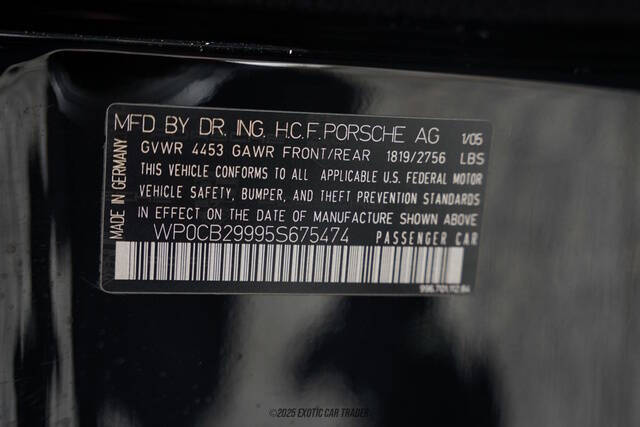 MFD BY DR. ING. H.C.F. PORSCHE AG 1/05
GVWR 4453 GAWR FRONT/REAR 1819/2756 LBS
THIS VEHICLE CONFORMS TO ALL APPLICABLE U.S. FEDERAL MOTOR
VEHICLE SAFETY, BUMPER, AND THEFT PREVENTION STANDARDS
IN EFFECT ON THE DATE OF MANUFACTURE SHOWN ABOVE
WP0CB29995S675474 PASSENGER CAR
MADE IN GERMANY
996.701.112.84
©2025 EXOTIC CAR TRADER